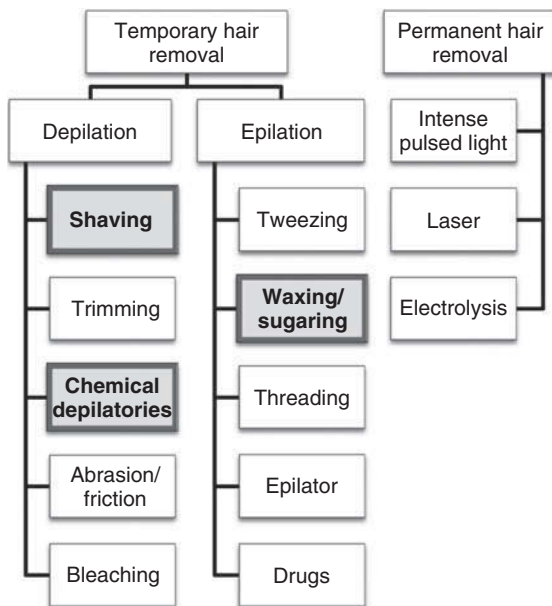 Temporary hair
removal
Permanent hair
removal
Depilation
Epilation
Intense
pulsed light
Shaving
Tweezing
Laser
Trimming
Waxing/
sugaring
Electrolysis
Chemical
depilatories
Threading
Abrasion/
friction
Epilator
Bleaching
Drugs